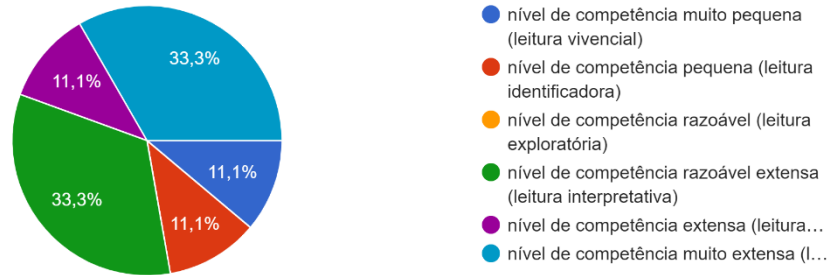 33,3%
11,1%
11,1%
33,3%
11,1%
nível de competência muito pequena
(leitura vivencial)
nível de competência pequena (leitura
identificadora)
nível de competência razoável (leitura
exploratória)
nível de competência razoável extensa
(leitura interpretativa)
nível de competência extensa (leitura…
nível de competência muito extensa (l…